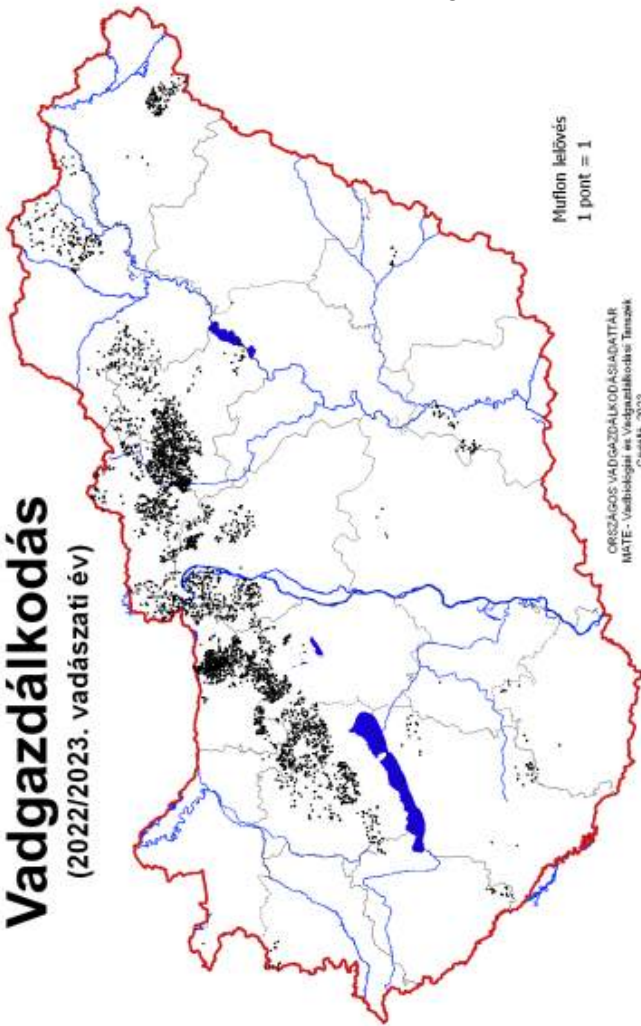 Vadgazdálkodás
(2022/2023. vadászati év)
Muflon lelövés
1 pont = 1
ORSZÁGOS VADGAZDÁLKODÁSI ADATTÁR
MATE - Vadbiológiai és Vadgazdálkodási Tanszék